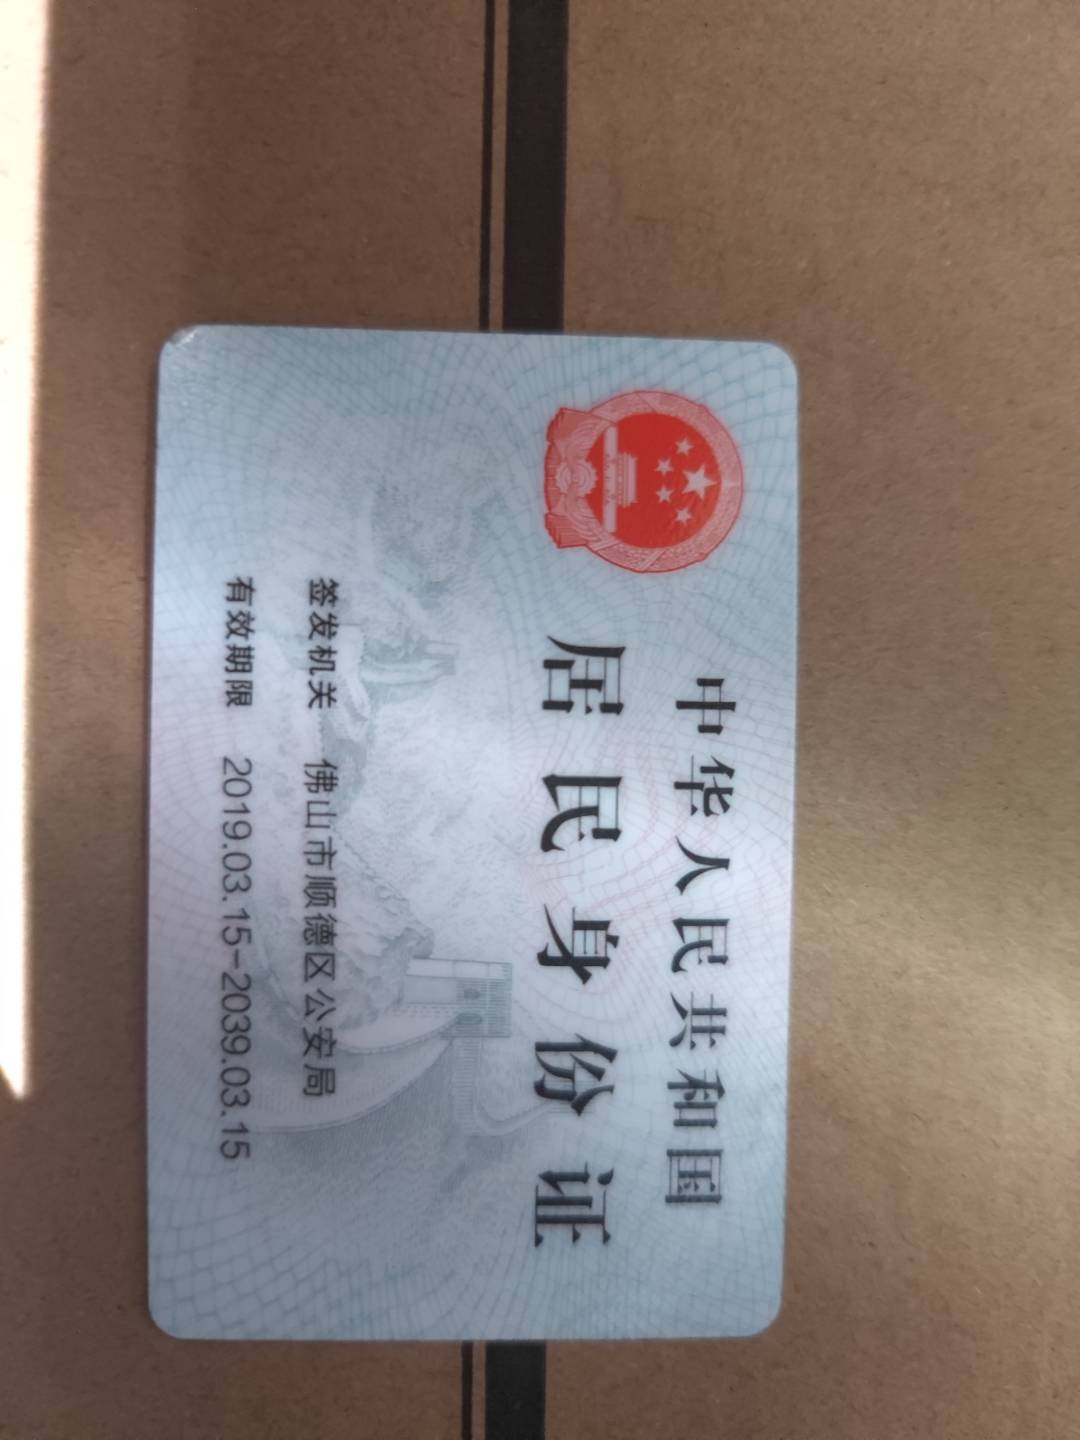 中华人民共和国
居民身份证
签发机关 佛山市顺德区公安局
有效期限 2019.03.15-2039.03.15